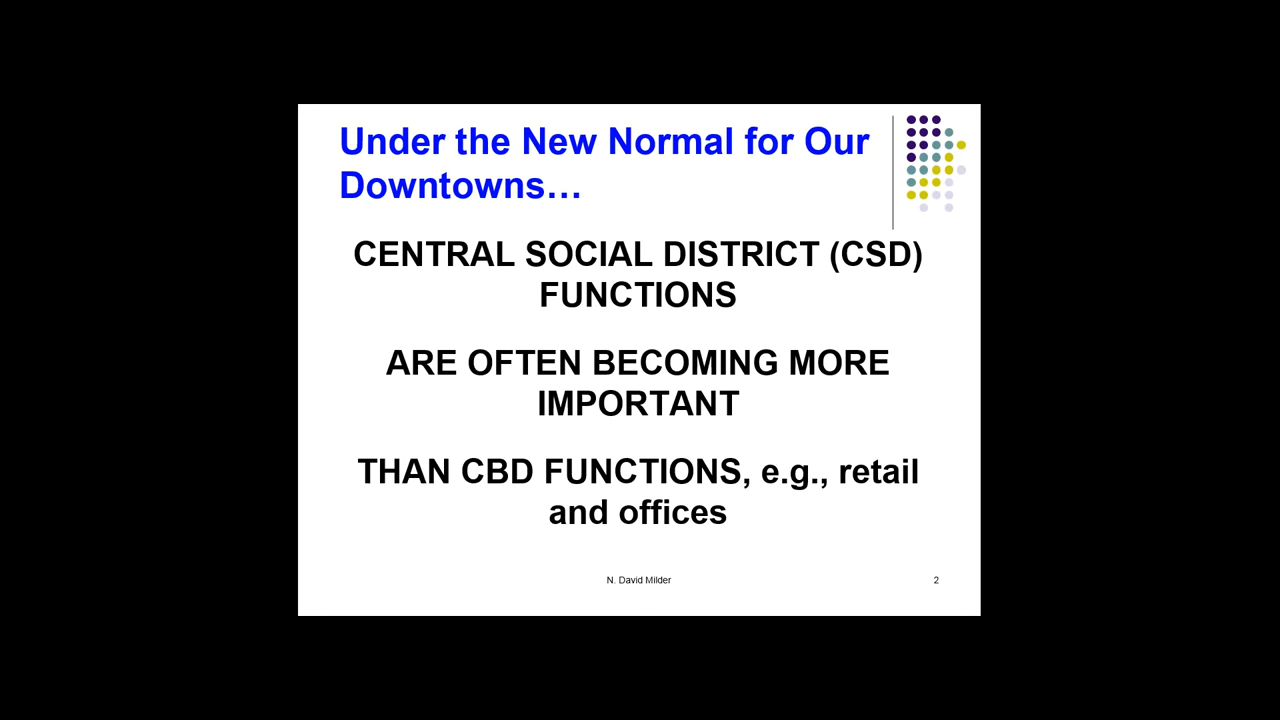 Under the New Normal for Our
Downtowns…
CENTRAL SOCIAL DISTRICT (CSD)
FUNCTIONS
ARE OFTEN BECOMING MORE
IMPORTANT
THAN CBD FUNCTIONS, e.g., retail
and offices
N. David Milder
2